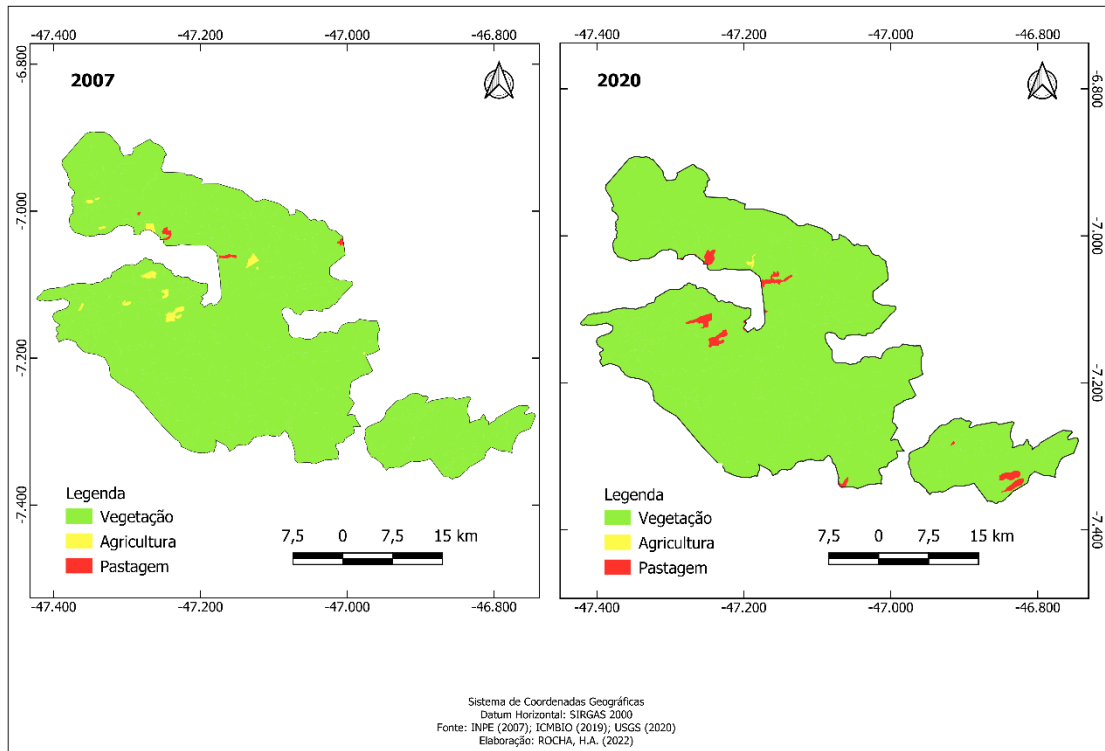 -47.400 -47.200 -47.000
-6.800
2007
-7.000
-7.200
-7.400
Legenda
Vegetação
Agricultura
Pastagem
7,5 0 7,5 15 km
-47.400 -47.200 -47.000 -46.800
-47.400 -47.200 -47.000 -46.800
2020
-6.800
-7.000
-7.200
-7.400
Legenda
Vegetação
Agricultura
Pastagem
7,5 0 7,5 15 km
-47.400 -47.200 -47.000 -46.800
Sistema de Coordenadas Geográficas
Datum Horizontal: SIRGAS 2000
Fonte: INPE (2007); ICMBIO (2019); USGS (2020)
Elaboração: ROCHA, H.A. (2022)